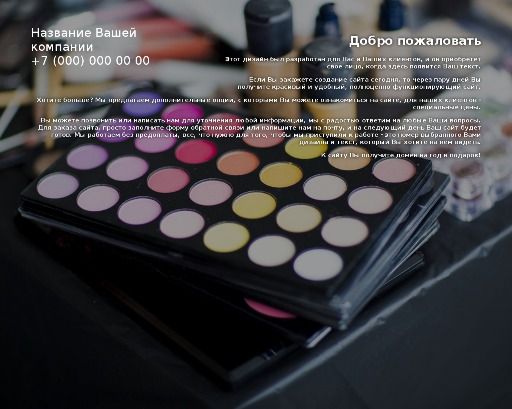 Название Вашей
компании
+7 (000) 000 00 00
Добро пожаловать
Этот дизайн был разработан для Вас и Ваших клиентов, и он приобретет
свое лицо, когда здесь появится Ваш текст.
Если Вы закажете создание сайта сегодня, то через пару дней Вы
получите красивый и удобный, полноценно функционирующий сайт.
Хотите больше? Мы предлагаем дополнительные опции, с которыми Вы можете ознакомиться на сайте, для наших клиентов -
специальные цены.
Вы можете позвонить или написать нам для уточнения любой информации, мы с радостью ответим на любые Ваши вопросы.
Для заказа сайта, просто заполните форму обратной связи или напишите нам на почту, и на следующий день Ваш сайт будет
готов. Мы работаем без предоплаты, все, что нужно для того, чтобы мы приступили к работе - это номер выбранного Вами
дизайна и текст, который Вы хотите на нем видеть.
К сайту Вы получите домен на год в подарок!